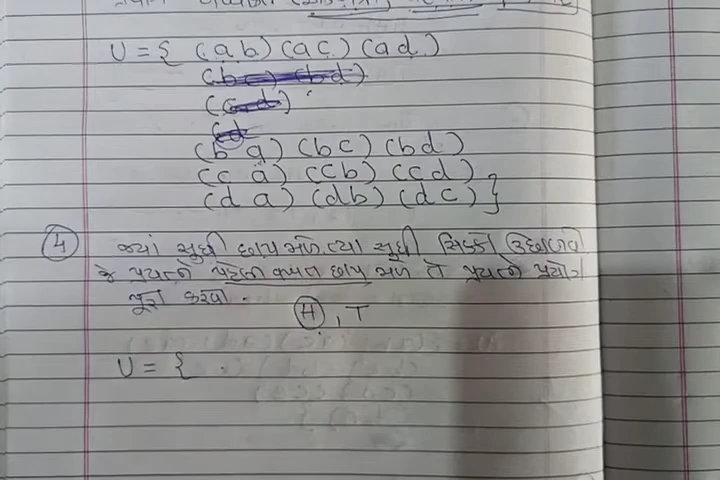 U = { (a b) (a c) (a d)
(b c) (b d)
(c d)
(b a) (b c) (b d)
(c a) (c b) (c d)
(d a) (d b) (d c) }
4 જ્યાં સુધી છાપ મળે ત્યા સુધી સિક્કો ઉછાળવો
જે પ્રયત્ને પહેલી વખત છાપ મળે તે પ્રયત્ને પ્રયોગ
પૂરો કરવો.
H, T
U = {